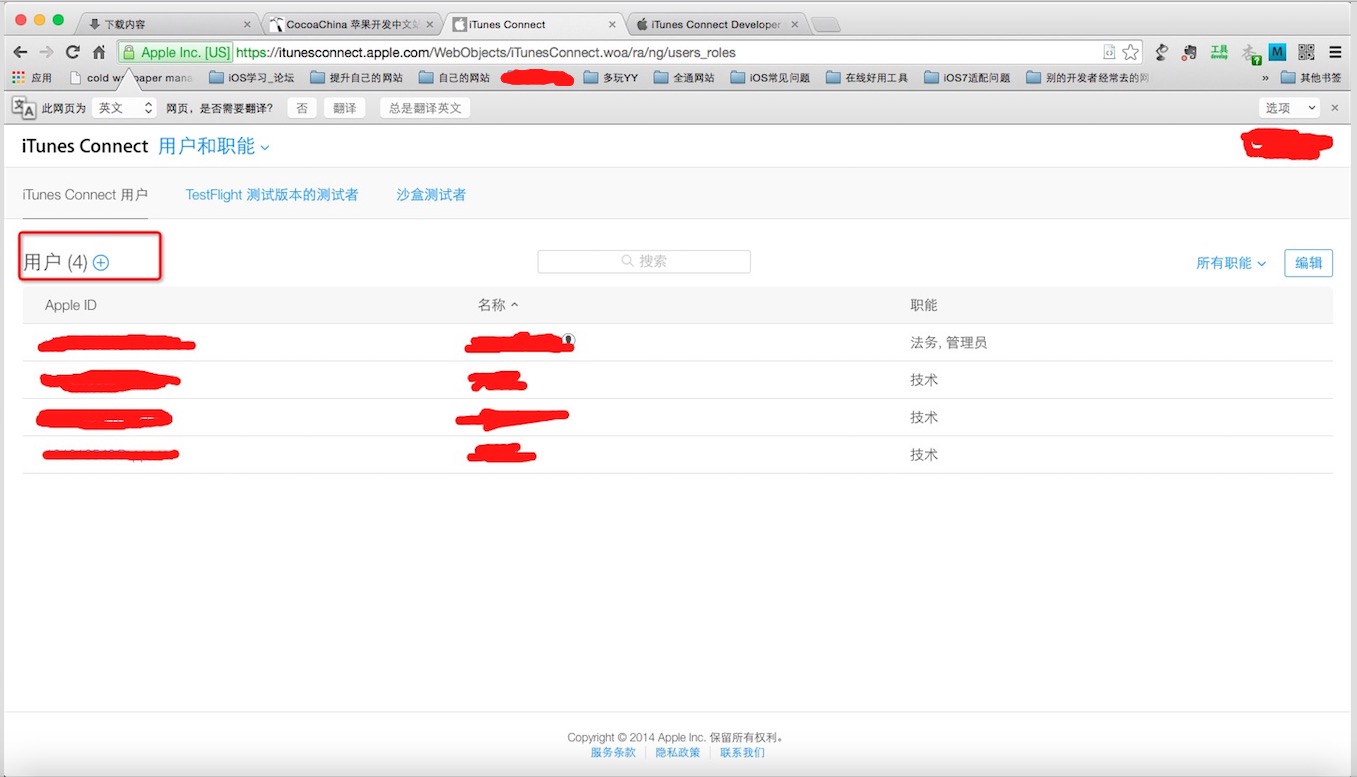 下载内容
CocoaChina 苹果开发中文站
iTunes Connect
iTunes Connect Developer
Apple Inc. [US] https://itunesconnect.apple.com/WebObjects/iTunesConnect.woa/ra/ng/users_roles
工具
M
应用 cold wallpaper mana iOS学习_论坛 提升自己的网站 自己的网站 多玩YY 全通网站 iOS常见问题 在线好用工具 iOS7适配问题 别的开发者经常去的网 » 其他书签
此网页为 英文 网页，是否需要翻译? 否 翻译 总是翻译英文 选项
iTunes Connect 用户和职能
iTunes Connect 用户 TestFlight 测试版本的测试者 沙盒测试者
用户 (4) 搜索 所有职能 编辑
Apple ID 名称 职能
法务, 管理员
技术
技术
技术
Copyright © 2014 Apple Inc. 保留所有权利。
服务条款 隐私政策 联系我们